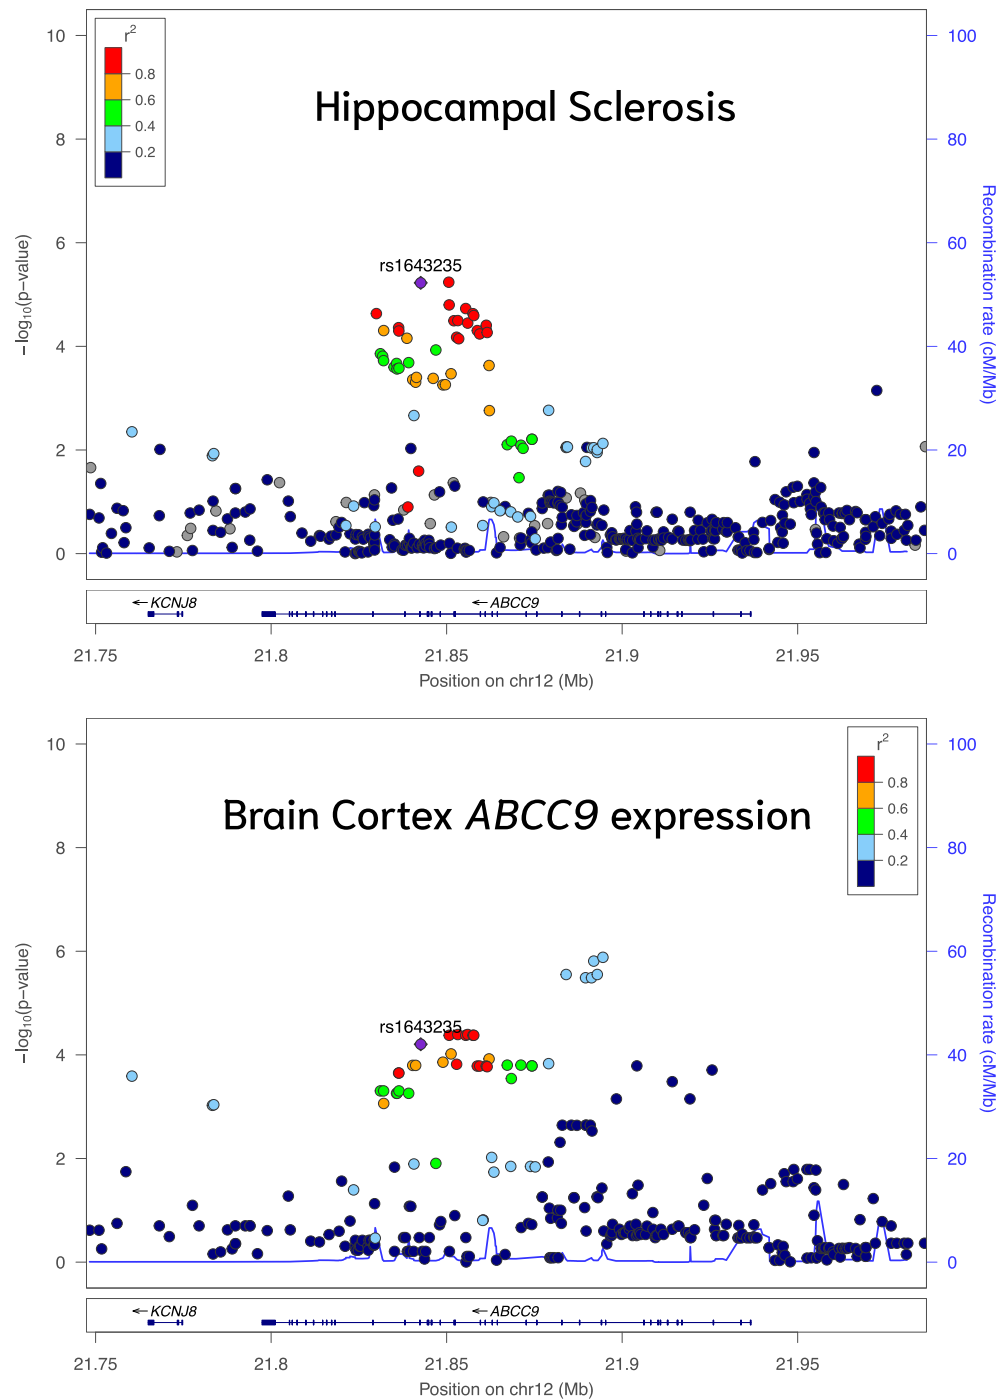 Hippocampal Sclerosis
r2
0.8
0.6
0.4
0.2
10
8
6
4
2
0
−log10(p−value)
100
80
60
40
20
0
Recombination rate (cM/Mb)
rs1643235
←KCNJ8
←ABCC9
21.75 21.8 21.85 21.9 21.95
Position on chr12 (Mb)
Brain Cortex ABCC9 expression
r2
0.8
0.6
0.4
0.2
10
8
6
4
2
0
−log10(p−value)
100
80
60
40
20
0
Recombination rate (cM/Mb)
rs1643235
←KCNJ8
←ABCC9
21.75 21.8 21.85 21.9 21.95
Position on chr12 (Mb)